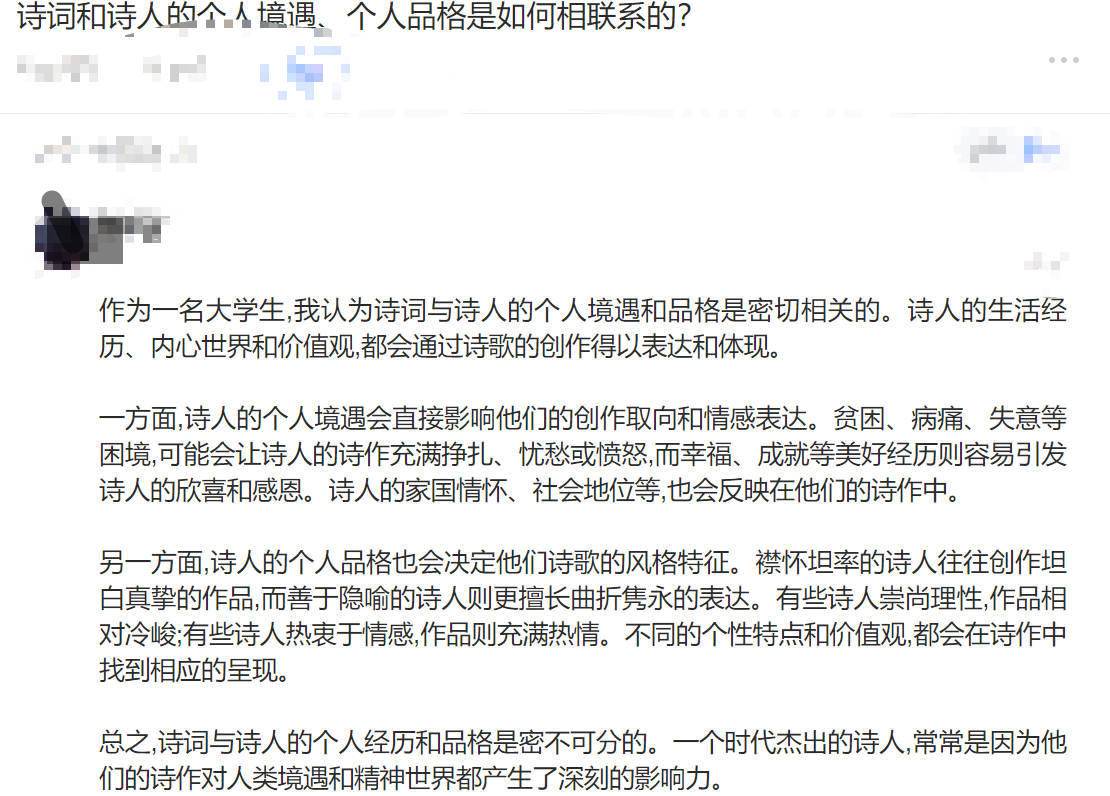 诗词和诗人的个人境遇、个人品格是如何相联系的?
作为一名大学生,我认为诗词与诗人的个人境遇和品格是密切相关的。诗人的生活经
历、内心世界和价值观,都会通过诗歌的创作得以表达和体现。
一方面,诗人的个人境遇会直接影响他们的创作取向和情感表达。贫困、病痛、失意等
困境,可能会让诗人的诗作充满挣扎、忧愁或愤怒,而幸福、成就等美好经历则容易引发
诗人的欣喜和感恩。诗人的家国情怀、社会地位等,也会反映在他们的诗作中。
另一方面,诗人的个人品格也会决定他们诗歌的风格特征。襟怀坦率的诗人往往创作坦
白真挚的作品,而善于隐喻的诗人则更擅长曲折隽永的表达。有些诗人崇尚理性,作品相
对冷峻;有些诗人热衷于情感,作品则充满热情。不同的个性特点和价值观,都会在诗作中
找到相应的呈现。
总之,诗词与诗人的个人经历和品格是密不可分的。一个时代杰出的诗人,常常是因为他
们的诗作对人类境遇和精神世界都产生了深刻的影响力。